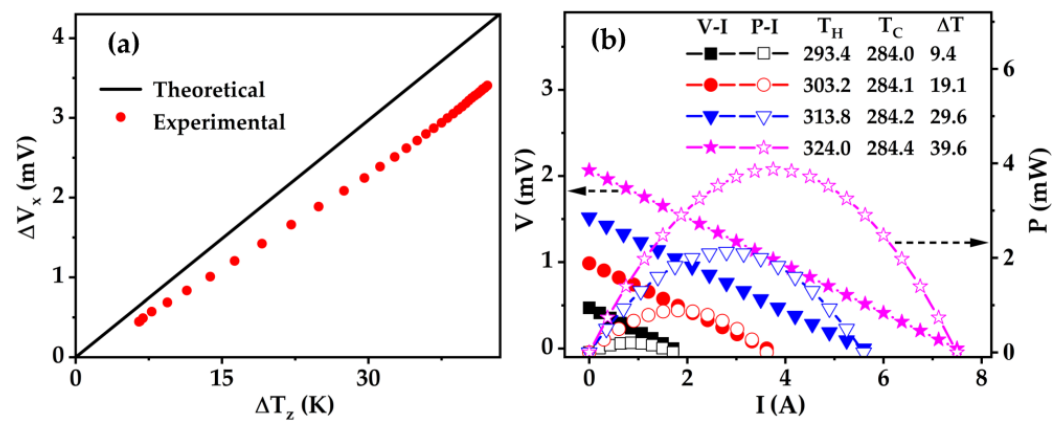 (a)
Theoretical
Experimental
4
3
2
1
0
ΔVx (mV)
0
15
30
ΔTz (K)
(b)
V-I P-I TH TC ΔT
293.4 284.0 9.4
303.2 284.1 19.1
313.8 284.2 29.6
324.0 284.4 39.6
3
2
1
0
V (mV)
6
4
2
0
P (mW)
0
2
4
6
8
I (A)